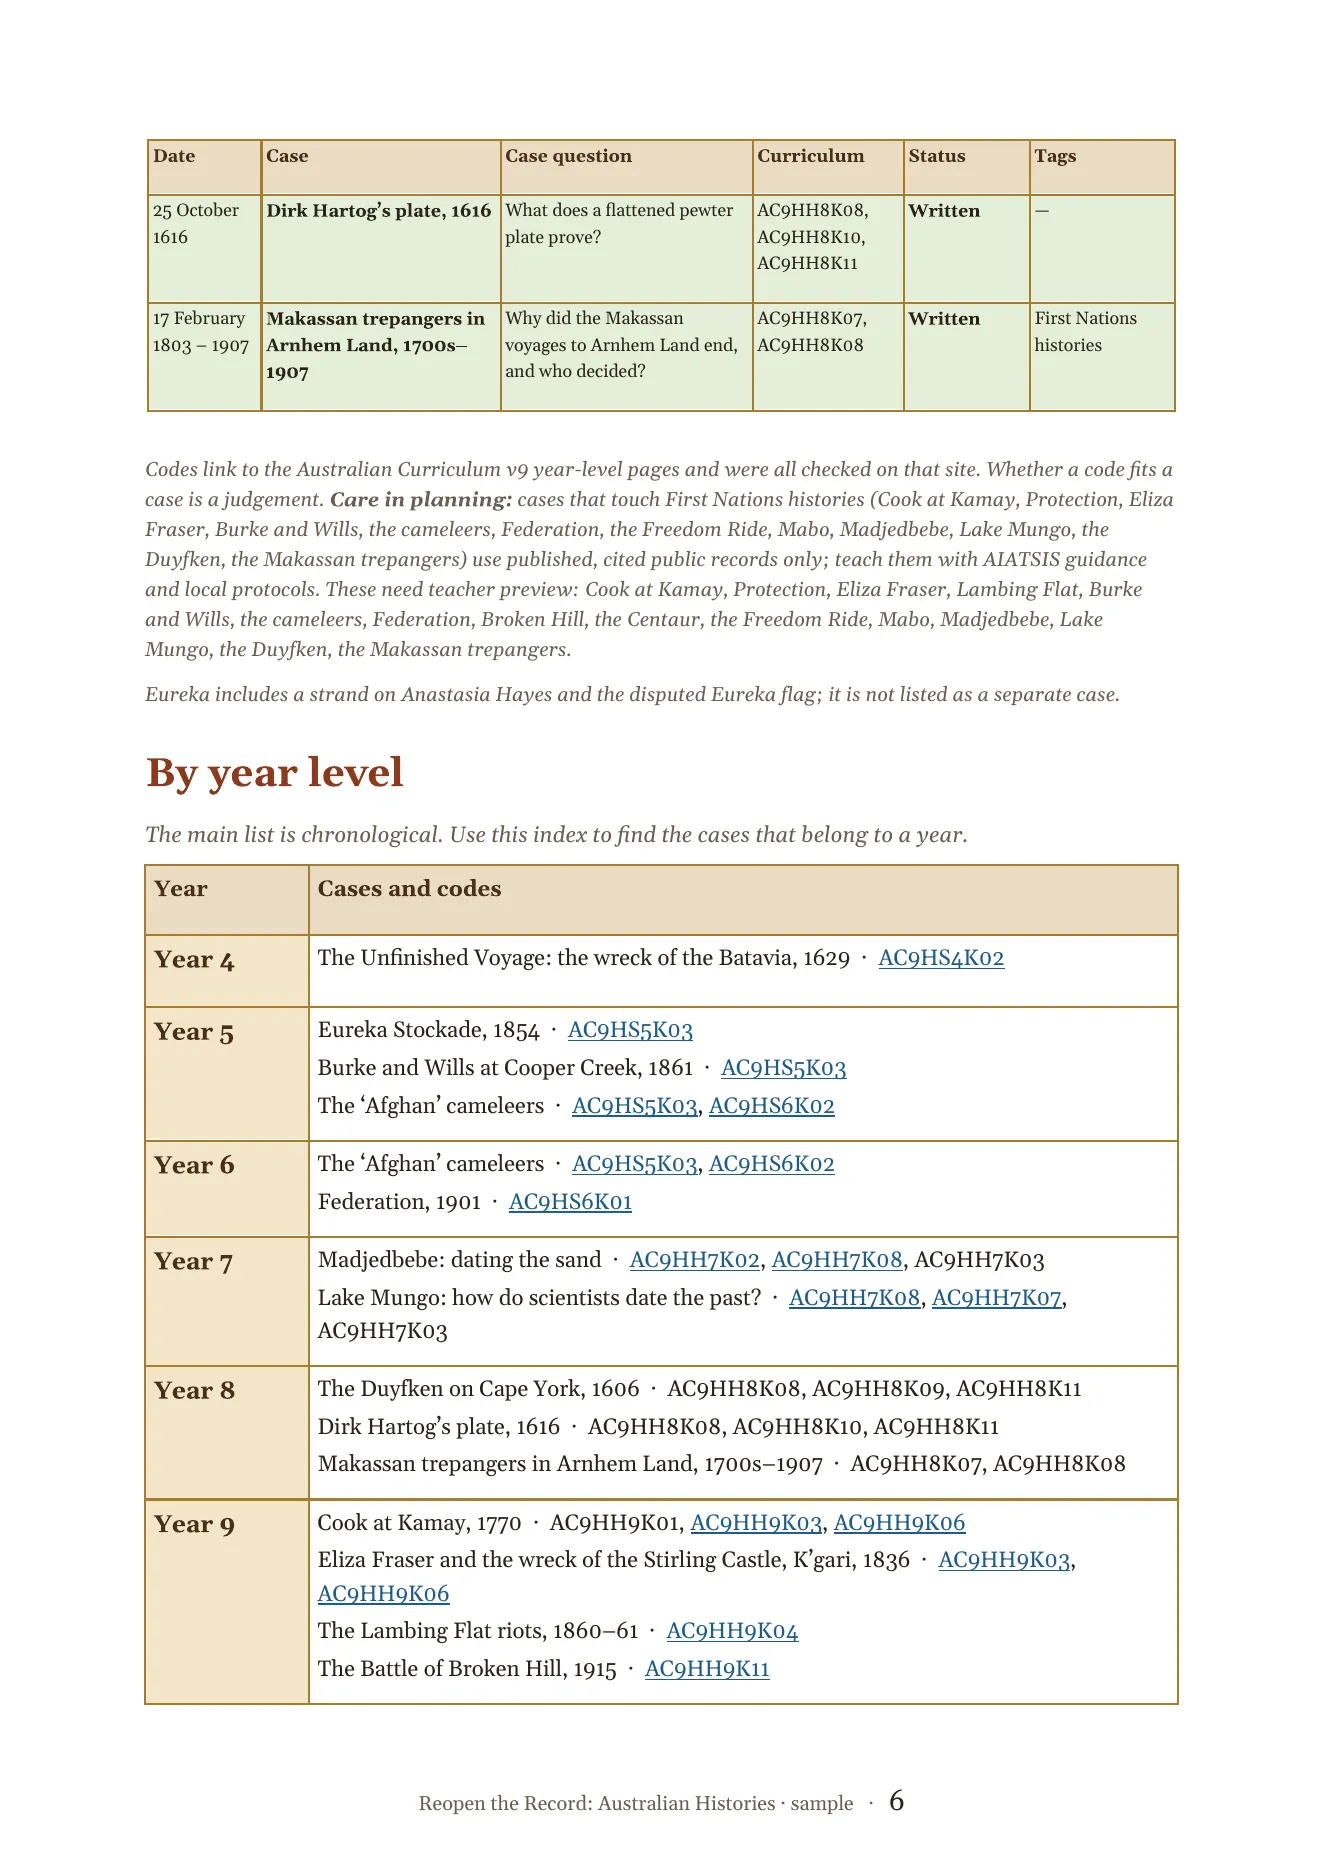 Date Case Case question Curriculum Status Tags
25 October Dirk Hartog’s plate, 1616 What does a flattened pewter AC9HH8K08, Written —
1616 plate prove? AC9HH8K10,
AC9HH8K11
17 February Makassan trepangers in Why did the Makassan AC9HH8K07, Written First Nations
1803 – 1907 Arnhem Land, 1700s– voyages to Arnhem Land end, AC9HH8K08 histories
1907 and who decided?
Codes link to the Australian Curriculum v9 year-level pages and were all checked on that site. Whether a code fits a
case is a judgement. Care in planning: cases that touch First Nations histories (Cook at Kamay, Protection, Eliza
Fraser, Burke and Wills, the cameleers, Federation, the Freedom Ride, Mabo, Madjedbebe, Lake Mungo, the
Duyfken, the Makassan trepangers) use published, cited public records only; teach them with AIATSIS guidance
and local protocols. These need teacher preview: Cook at Kamay, Protection, Eliza Fraser, Lambing Flat, Burke
and Wills, the cameleers, Federation, Broken Hill, the Centaur, the Freedom Ride, Mabo, Madjedbebe, Lake
Mungo, the Duyfken, the Makassan trepangers.
Eureka includes a strand on Anastasia Hayes and the disputed Eureka flag; it is not listed as a separate case.
By year level
The main list is chronological. Use this index to find the cases that belong to a year.
Year Cases and codes
Year 4 The Unfinished Voyage: the wreck of the Batavia, 1629 · AC9HS4K02
Year 5 Eureka Stockade, 1854 · AC9HS5K03
Burke and Wills at Cooper Creek, 1861 · AC9HS5K03
The ‘Afghan’ cameleers · AC9HS5K03, AC9HS6K02
Year 6 The ‘Afghan’ cameleers · AC9HS5K03, AC9HS6K02
Federation, 1901 · AC9HS6K01
Year 7 Madjedbebe: dating the sand · AC9HH7K02, AC9HH7K08, AC9HH7K03
Lake Mungo: how do scientists date the past? · AC9HH7K08, AC9HH7K07,
AC9HH7K03
Year 8 The Duyfken on Cape York, 1606 · AC9HH8K08, AC9HH8K09, AC9HH8K11
Dirk Hartog’s plate, 1616 · AC9HH8K08, AC9HH8K10, AC9HH8K11
Makassan trepangers in Arnhem Land, 1700s–1907 · AC9HH8K07, AC9HH8K08
Year 9 Cook at Kamay, 1770 · AC9HH9K01, AC9HH9K03, AC9HH9K06
Eliza Fraser and the wreck of the Stirling Castle, K’gari, 1836 · AC9HH9K03,
AC9HH9K06
The Lambing Flat riots, 1860–61 · AC9HH9K04
The Battle of Broken Hill, 1915 · AC9HH9K11
Reopen the Record: Australian Histories · sample · 6